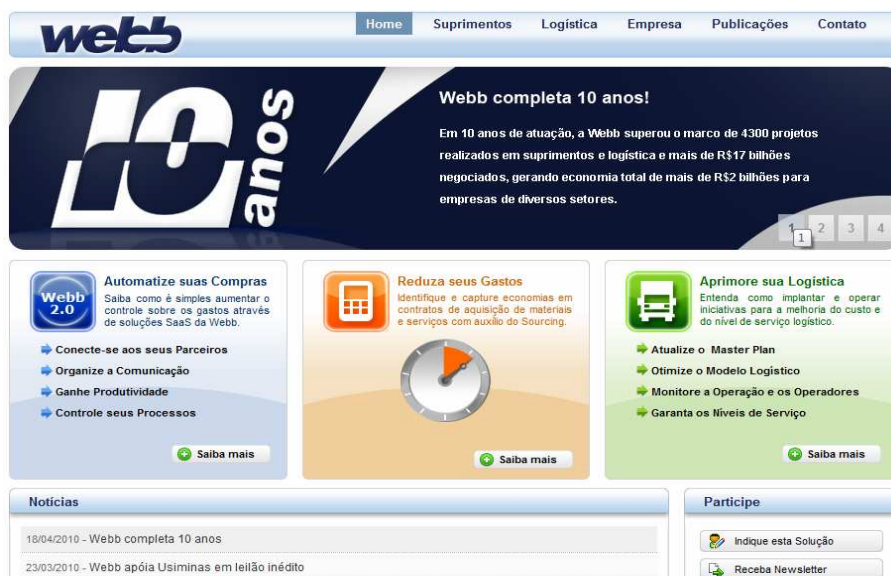 webb
Home Suprimentos Logística Empresa Publicações Contato
10 anos
Webb completa 10 anos!
Em 10 anos de atuação, a Webb superou o marco de 4300 projetos
realizados em suprimentos e logística e mais de R$17 bilhões
negociados, gerando economia total de mais de R$2 bilhões para
empresas de diversos setores.
1 2 3 4
1
Webb 2.0
Automatize suas Compras
Saiba como é simples aumentar o
controle sobre os gastos através
de soluções SaaS da Webb.
Conecte-se aos seus Parceiros
Organize a Comunicação
Ganhe Produtividade
Controle seus Processos
Saiba mais
Reduza seus Gastos
Identifique e capture economias em
contratos de aquisição de materiais
e serviços com auxílio do Sourcing.
Saiba mais
Aprimore sua Logística
Entenda como implantar e operar
iniciativas para a melhoria do custo e
do nível de serviço logístico.
Atualize o Master Plan
Otimize o Modelo Logístico
Monitore a Operação e os Operadores
Garanta os Níveis de Serviço
Saiba mais
Notícias
18/04/2010 - Webb completa 10 anos
23/03/2010 - Webb apóia Usiminas em leilão inédito
Participe
Indique esta Solução
Receba Newsletter